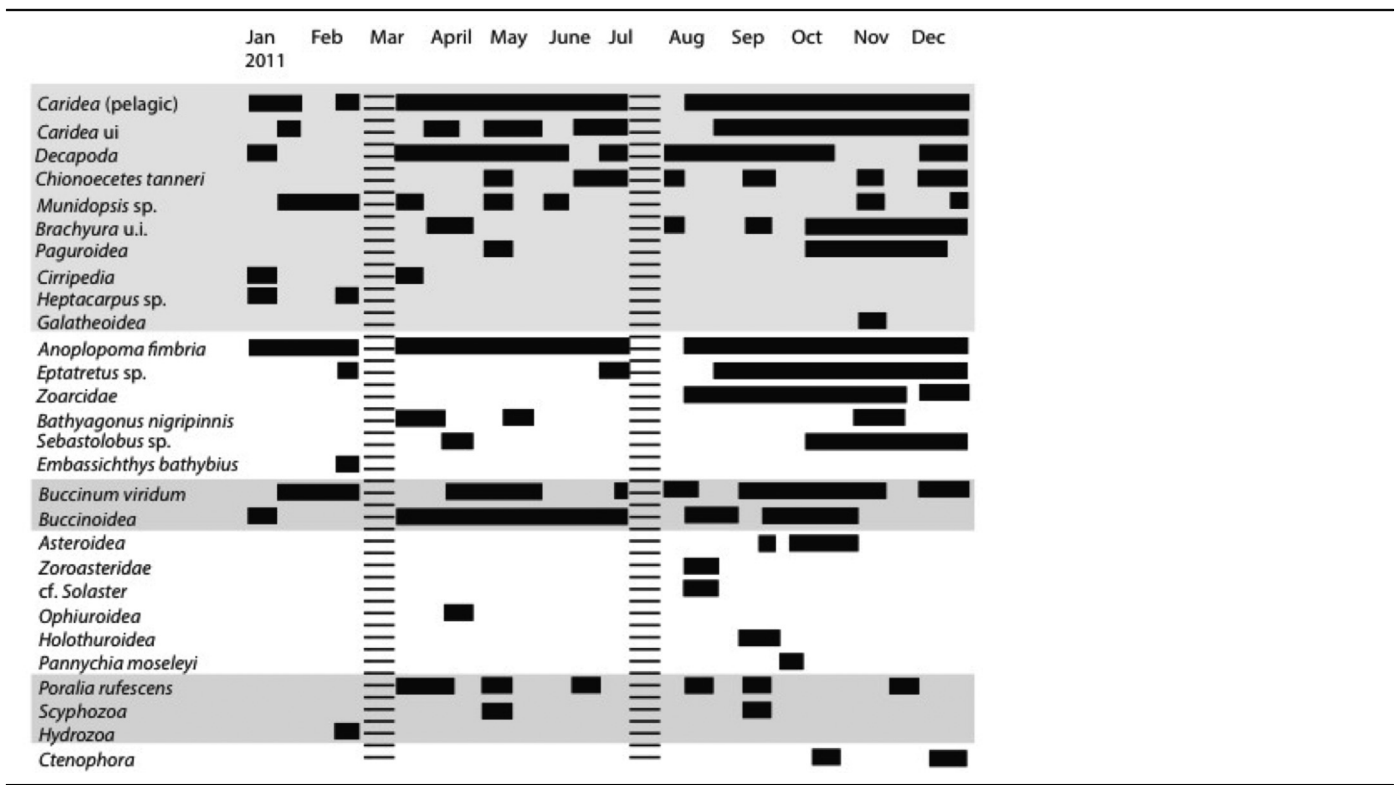 Jan Feb Mar April May June Jul Aug Sep Oct Nov Dec
2011
Caridea (pelagic)
Caridea ui
Decapoda
Chionoecetes tanneri
Munidopsis sp.
Brachyura u.i.
Paguroidea
Cirripedia
Heptacarpus sp.
Galatheoidea
Anoplopoma fimbria
Eptatretus sp.
Zoarcidae
Bathyagonus nigripinnis
Sebastolobus sp.
Embassichthys bathybius
Buccinum viridum
Buccinoidea
Asteroidea
Zoroasteridae
cf. Solaster
Ophiuroidea
Holothuroidea
Pannychia moseleyi
Poralia rufescens
Scyphozoa
Hydrozoa
Ctenophora